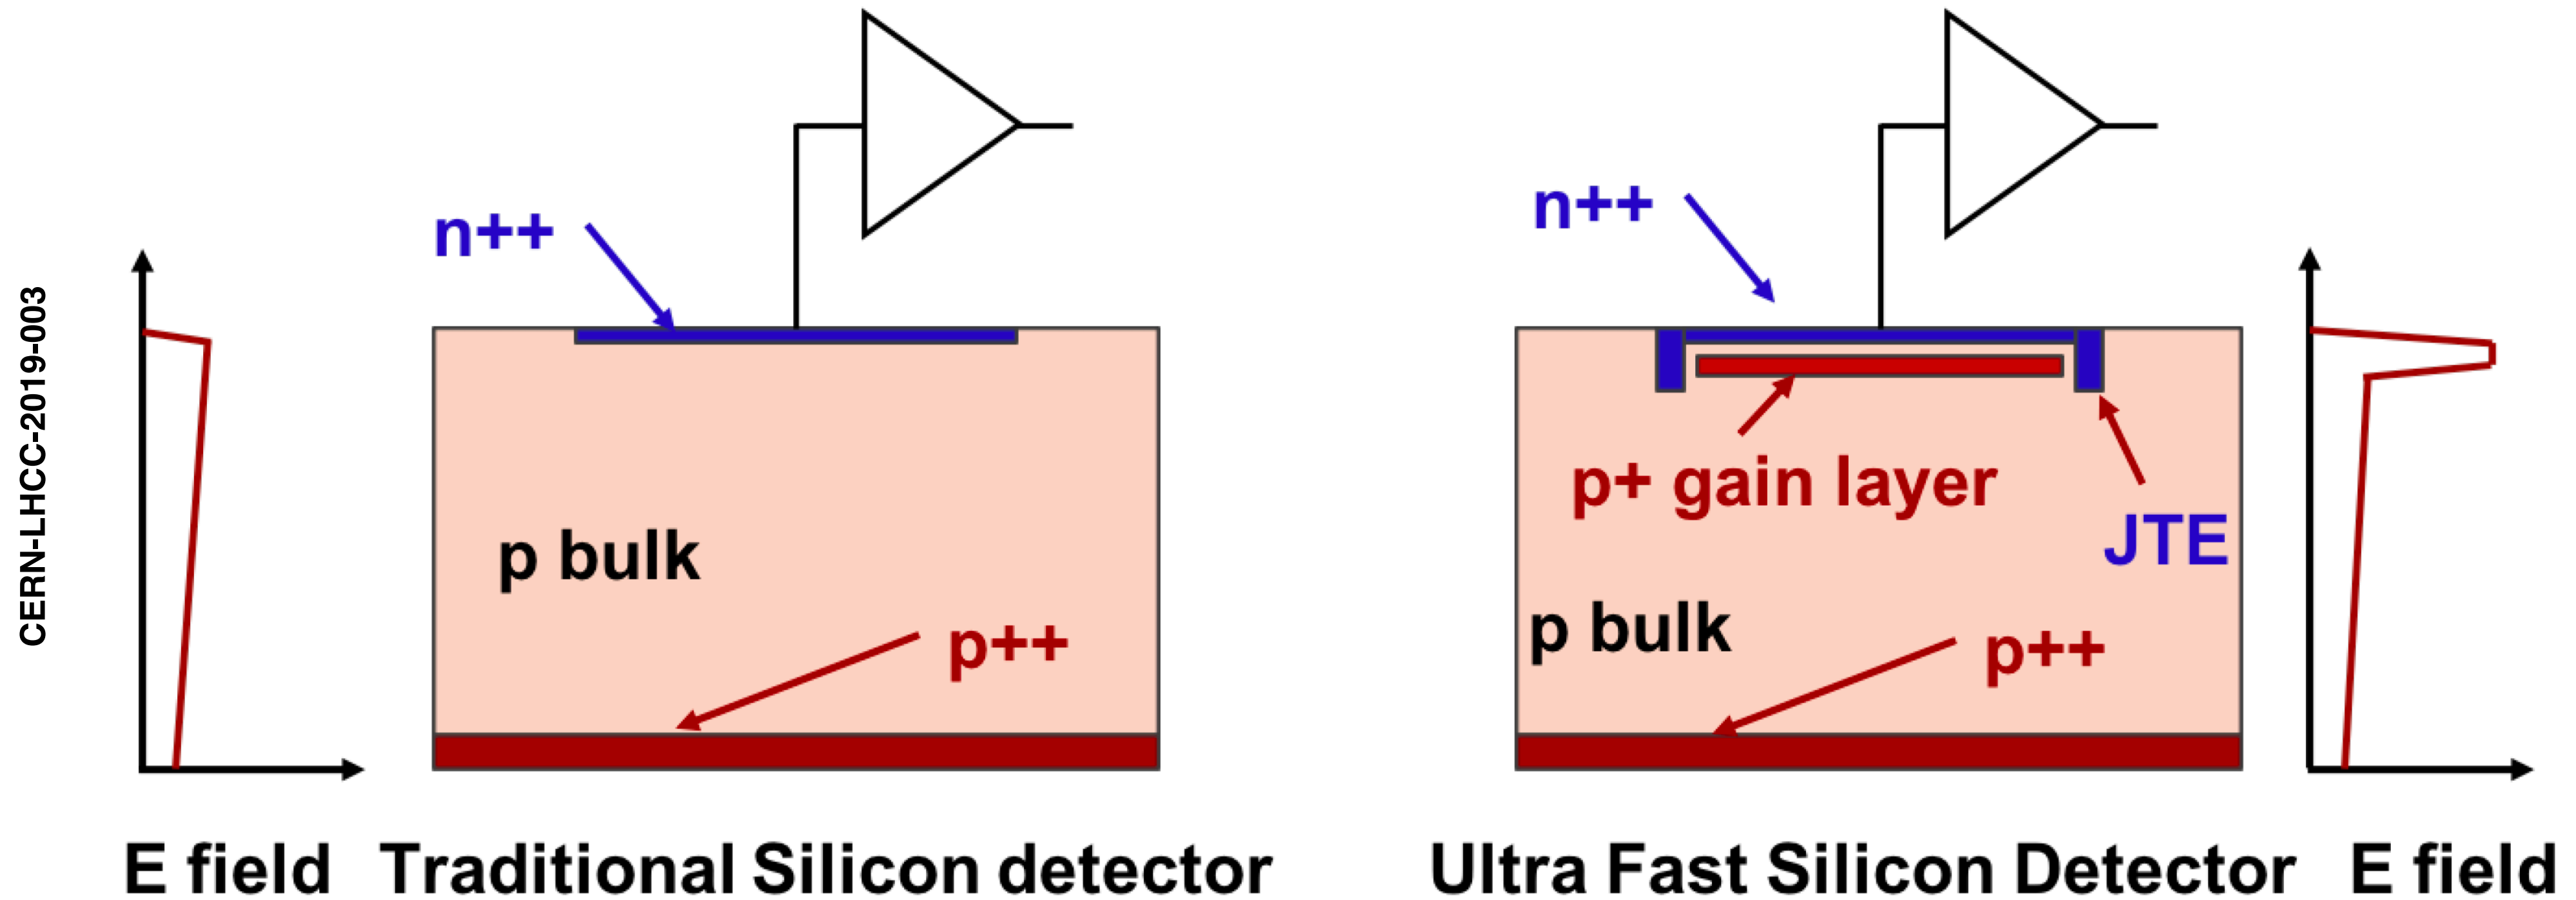 CERN-LHCC-2019-003
n++
p bulk
p++
E field
Traditional Silicon detector
n++
p+ gain layer
JTE
p bulk
p++
Ultra Fast Silicon Detector
E field